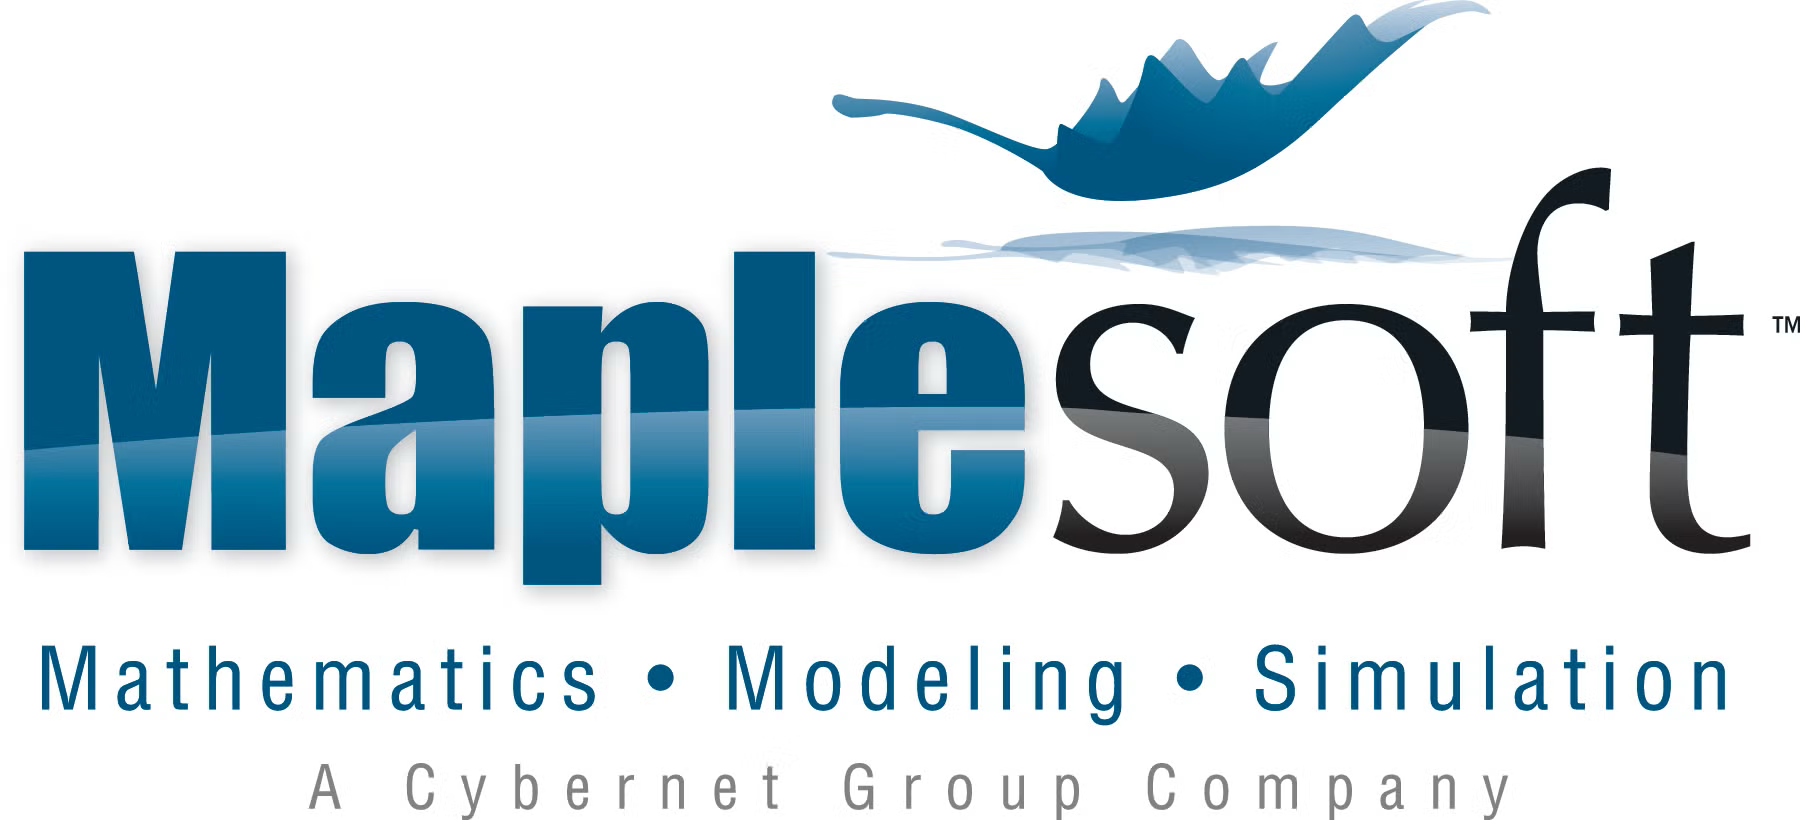 Maplesoft™
Mathematics • Modeling • Simulation
A Cybernet Group Company